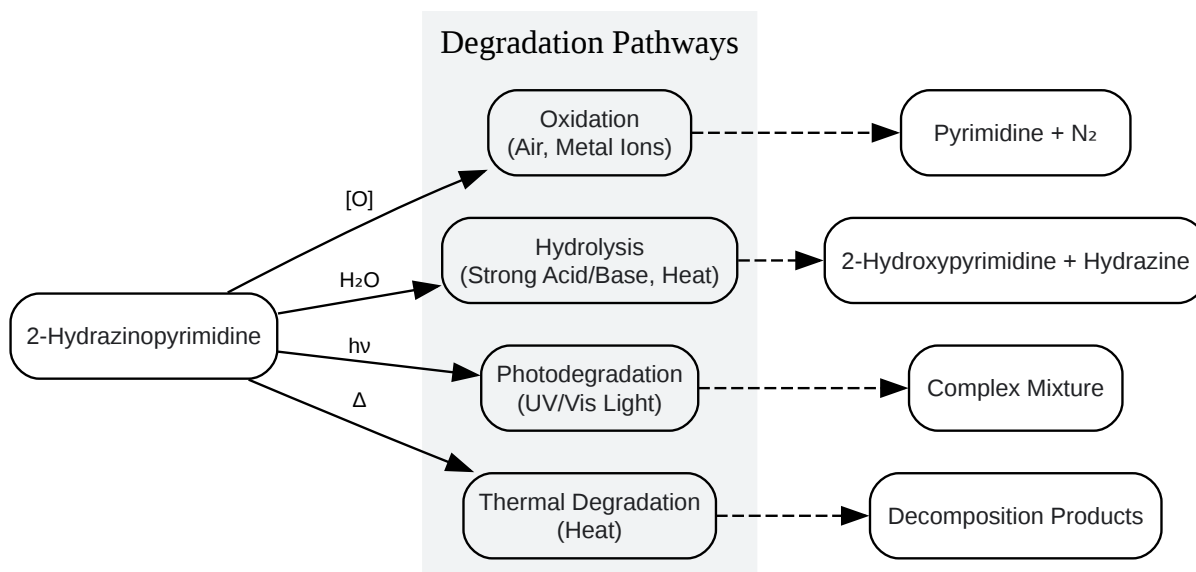 Degradation Pathways
2-Hydrazinopyrimidine
[O]
Oxidation
(Air, Metal Ions)
Pyrimidine + N₂
H₂O
Hydrolysis
(Strong Acid/Base, Heat)
2-Hydroxypyrimidine + Hydrazine
hν
Photodegradation
(UV/Vis Light)
Complex Mixture
Δ
Thermal Degradation
(Heat)
Decomposition Products